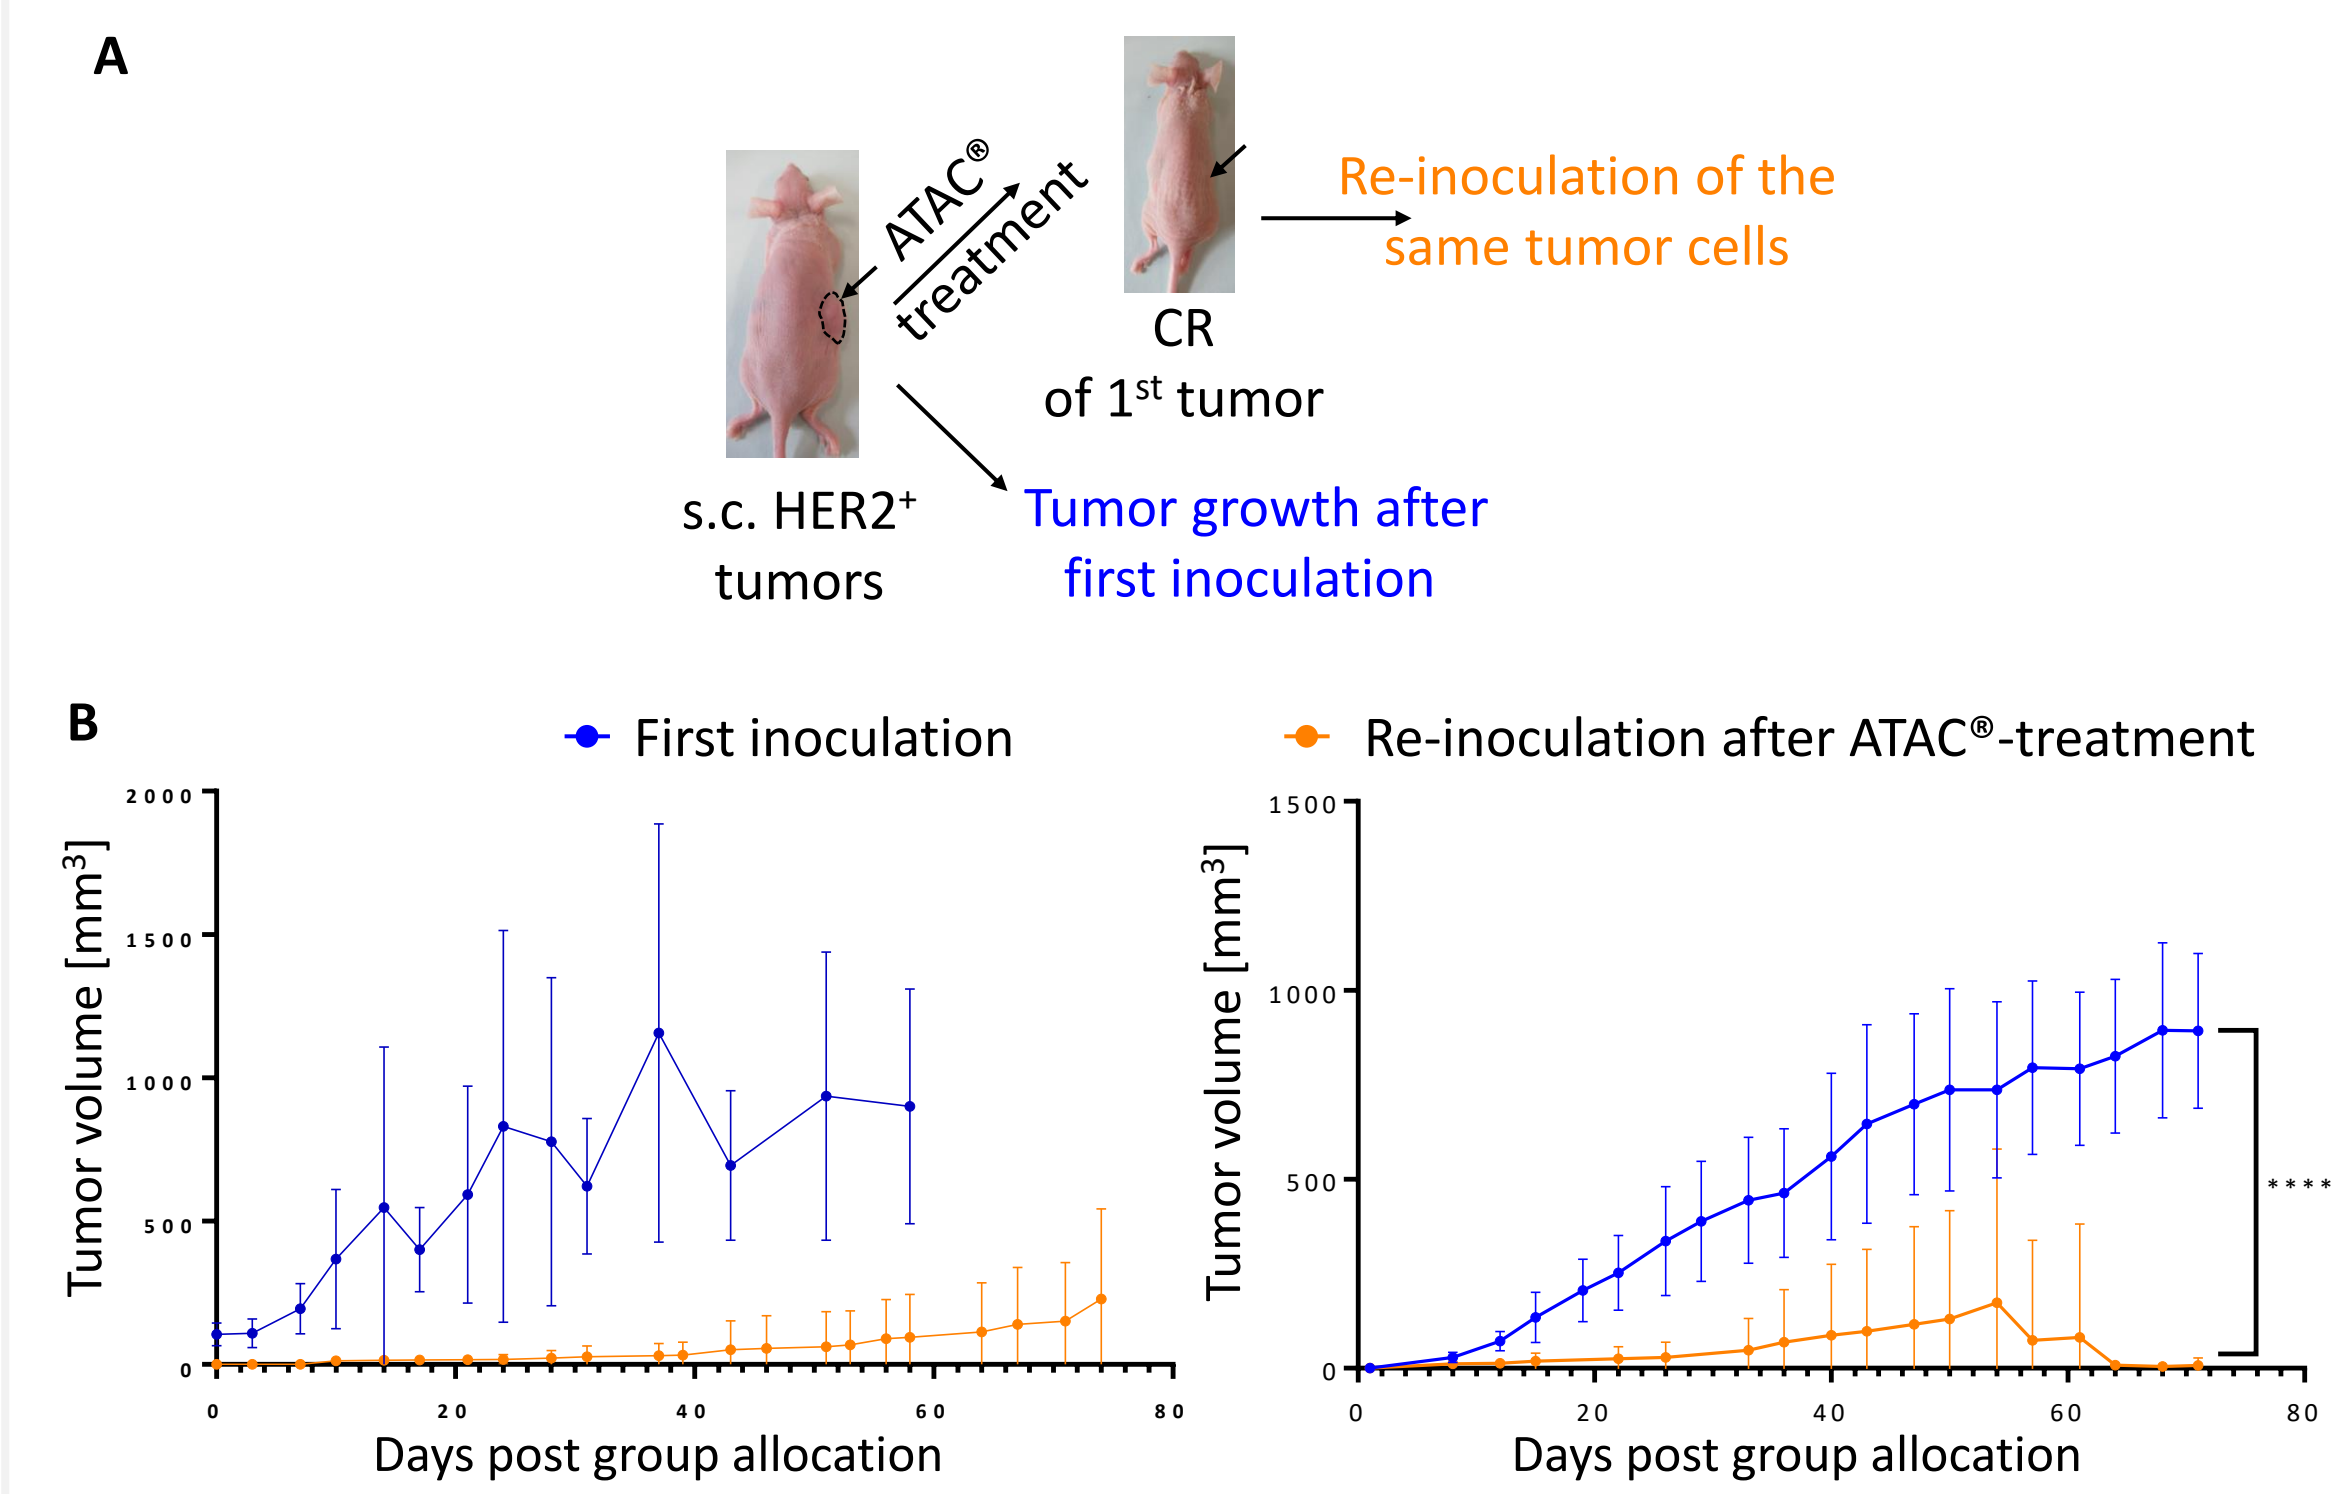 A
ATAC®
treatment
Re-inoculation of the
same tumor cells
CR
of 1st tumor
s.c. HER2+
tumors
Tumor growth after
first inoculation
B
First inoculation
Re-inoculation after ATAC®-treatment
Tumor volume [mm3]
2000
1500
1000
500
0
0 20 40 60 80
Days post group allocation
Tumor volume [mm3]
1500
1000
500
0
****
0 20 40 60 80
Days post group allocation